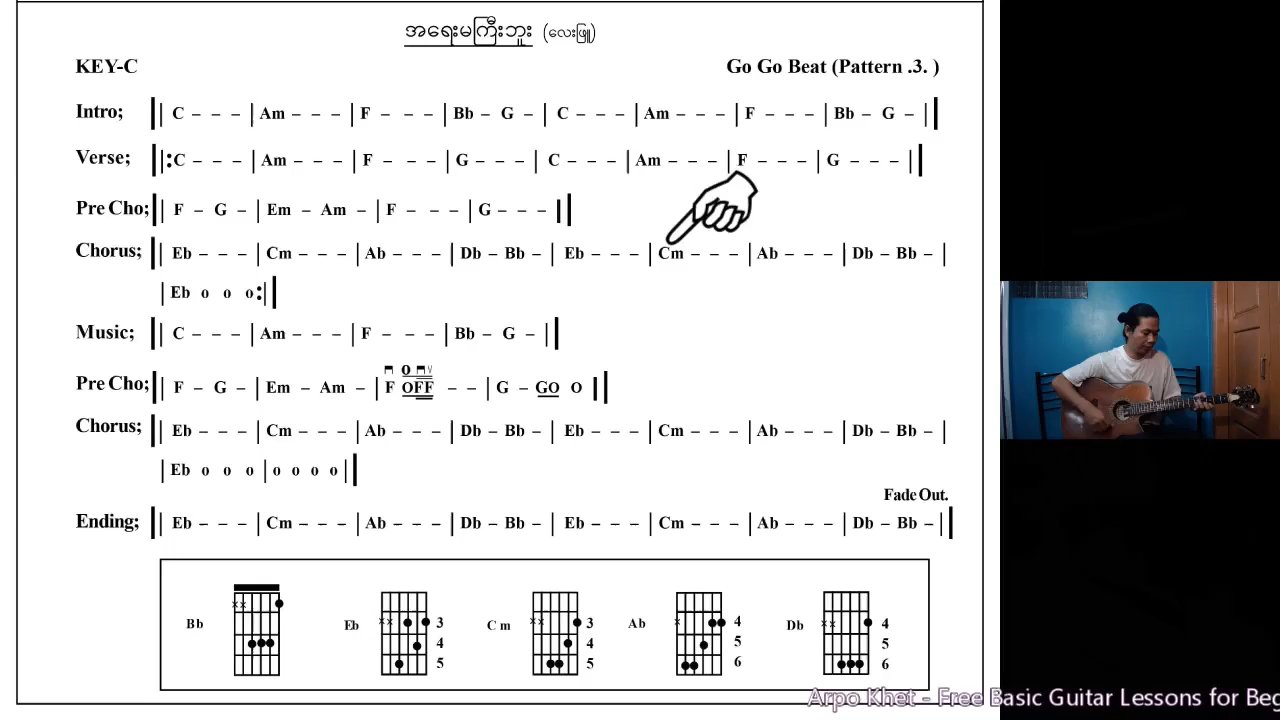 အရေးမကြီးဘူး (လေးဖြူ)
KEY-C Go Go Beat (Pattern .3. )
Intro; || C – – – | Am – – – | F – – – | Bb – G – | C – – – | Am – – – | F – – – | Bb – G – ||
Verse; ||:C – – – | Am – – – | F – – – | G – – – | C – – – | Am – – – | F – – – | G – – – ||
Pre Cho; || F – G – | Em – Am – | F – – – | G – – – ||
Chorus; || Eb – – – | Cm – – – | Ab – – – | Db – Bb – | Eb – – – | Cm – – – | Ab – – – | Db – Bb – |
| Eb o o o :||
Music; || C – – – | Am – – – | F – – – | Bb – G – ||
Pre Cho; || F – G – | Em – Am – | F OFF – – | G – GO O ||
Chorus; || Eb – – – | Cm – – – | Ab – – – | Db – Bb – | Eb – – – | Cm – – – | Ab – – – | Db – Bb – |
| Eb o o o | o o o o ||
Fade Out.
Ending; || Eb – – – | Cm – – – | Ab – – – | Db – Bb – | Eb – – – | Cm – – – | Ab – – – | Db – Bb – ||
Bb Eb 3 4 5 Cm 3 4 5 Ab 4 5 6 Db 4 5 6
Arpo Khet - Free Basic Guitar Lessons for Beg